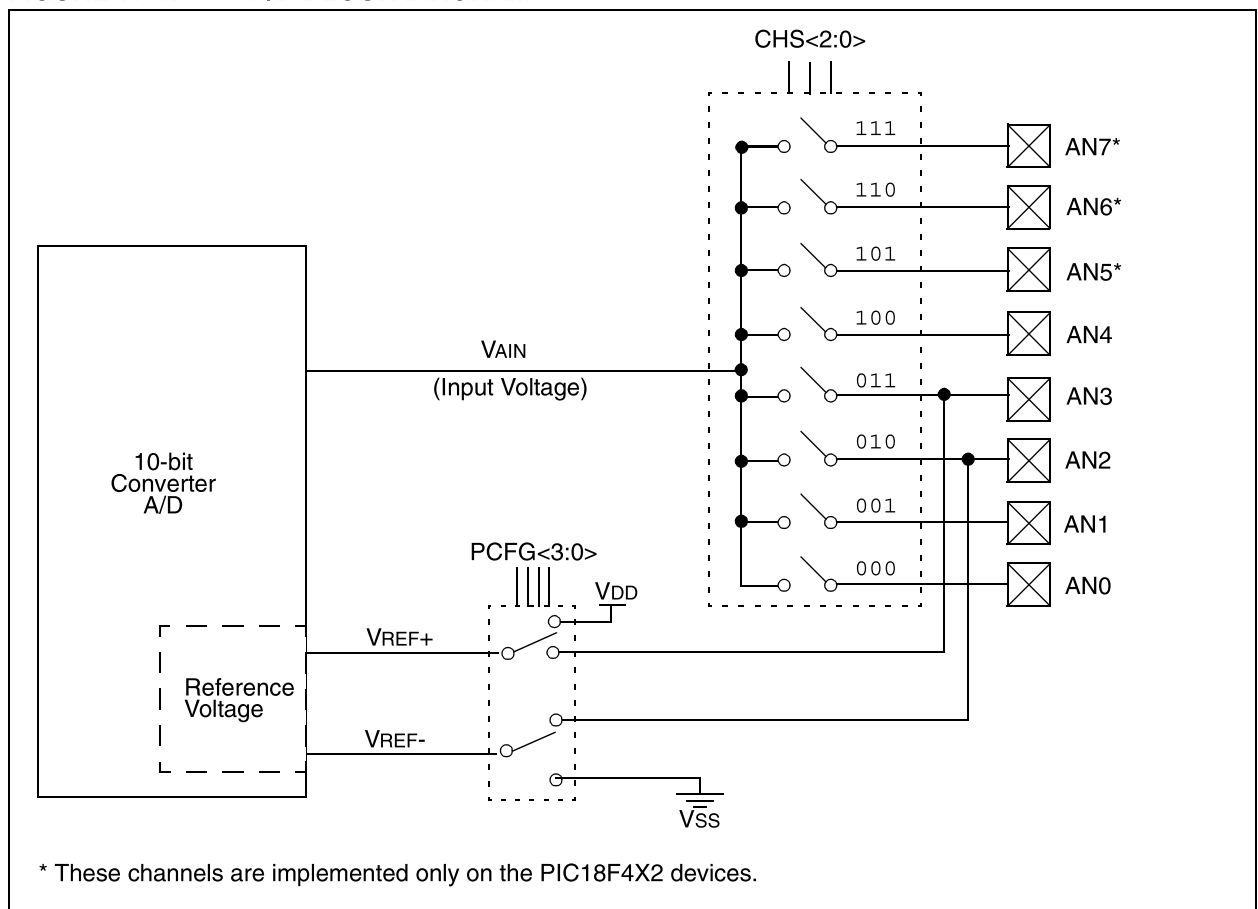 CHS<2:0>
111
AN7*
110
AN6*
101
AN5*
100
AN4
VAIN
(Input Voltage)
011
AN3
010
AN2
10-bit
Converter
A/D
001
AN1
PCFG<3:0>
000
AN0
VDD
VREF+
Reference
Voltage
VREF-
VSS
* These channels are implemented only on the PIC18F4X2 devices.